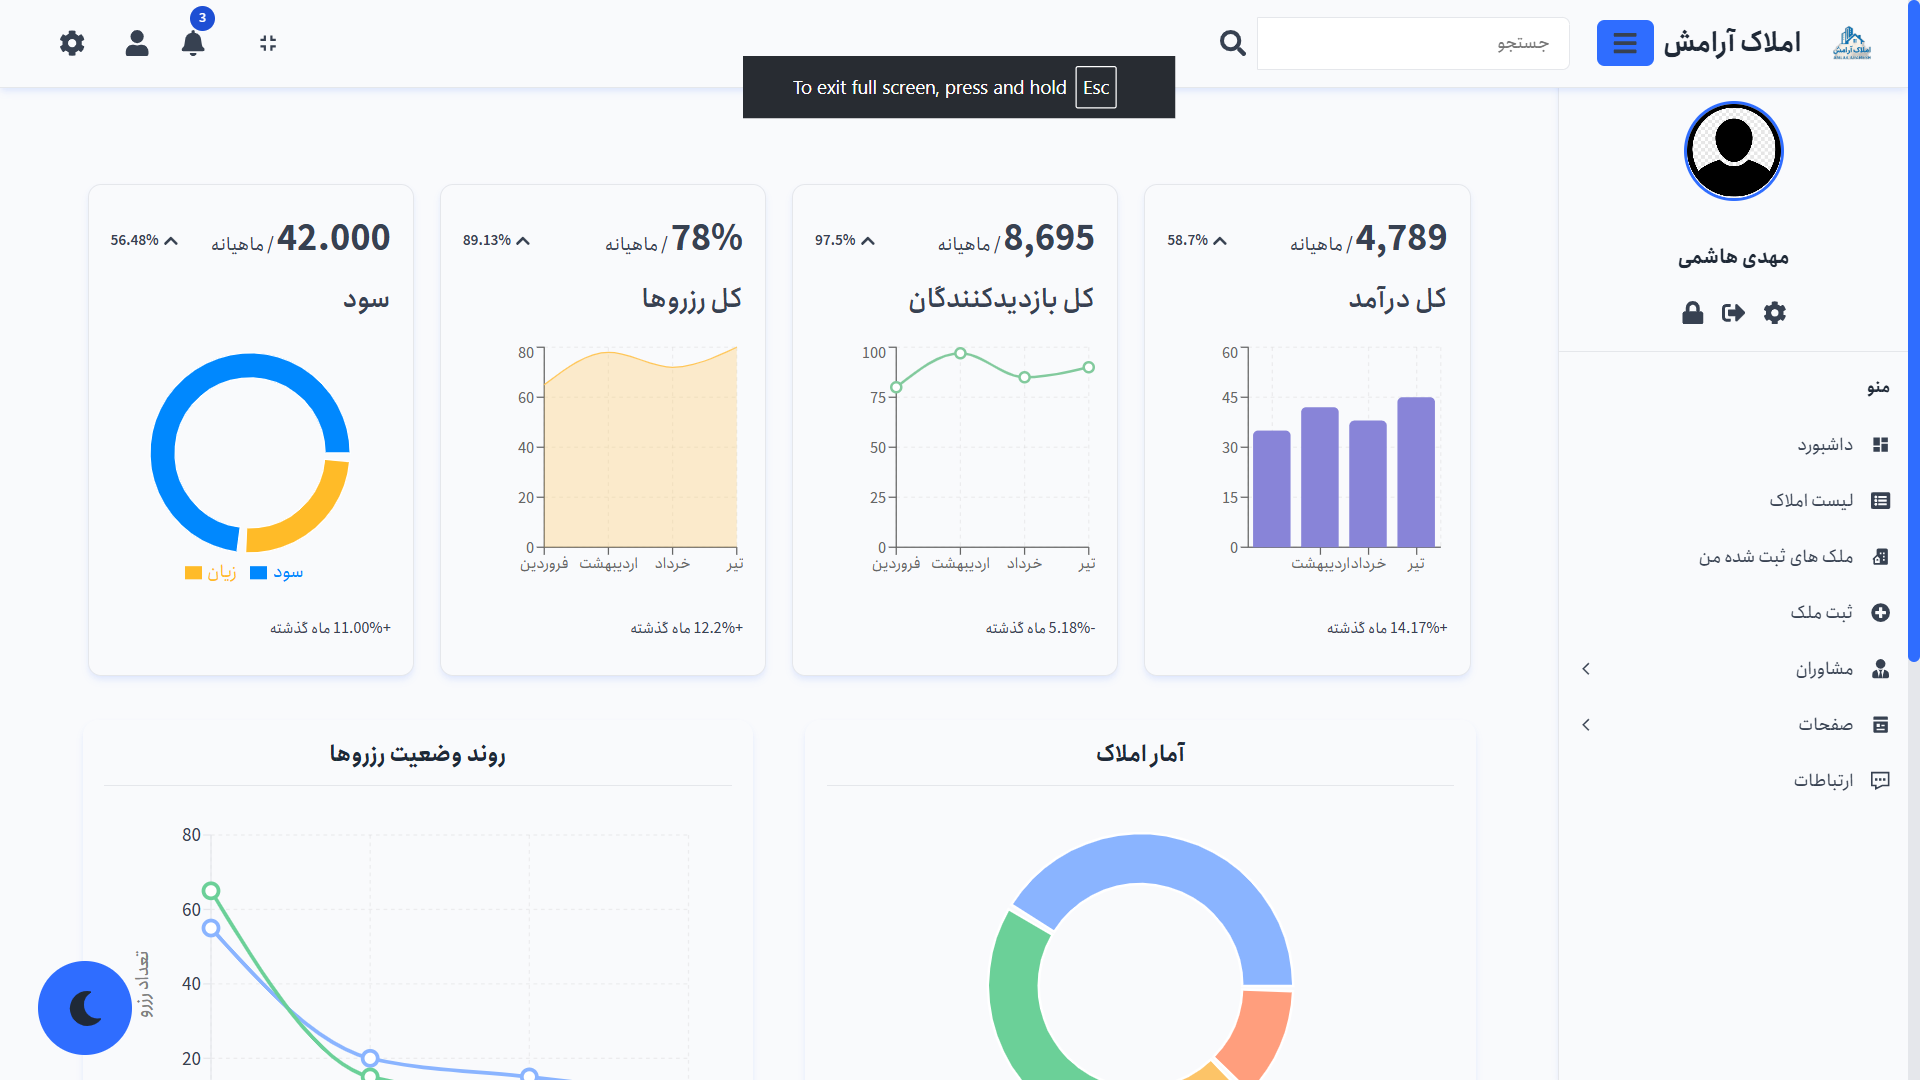 املاک آرامش
املاک آرامش
جستجو
3
To exit full screen, press and hold Esc
مهدی هاشمی
منو
داشبورد
لیست املاک
ملک های ثبت شده من
ثبت ملک
مشاوران
صفحات
ارتباطات
4,789 / ماهیانه
58.7%
کل درآمد
60
45
30
15
0
اردیبهشت خرداد تیر
+14.17% ماه گذشته
8,695 / ماهیانه
97.5%
کل بازدیدکنندگان
100
75
50
25
0
فروردین اردیبهشت خرداد تیر
-5.18% ماه گذشته
78% / ماهیانه
89.13%
کل رزروها
80
60
40
20
0
فروردین اردیبهشت خرداد تیر
+12.2% ماه گذشته
42.000 / ماهیانه
56.48%
سود
سود زیان
+11.00% ماه گذشته
آمار املاک
روند وضعیت رزروها
80
60
40
20
تعداد رزرو